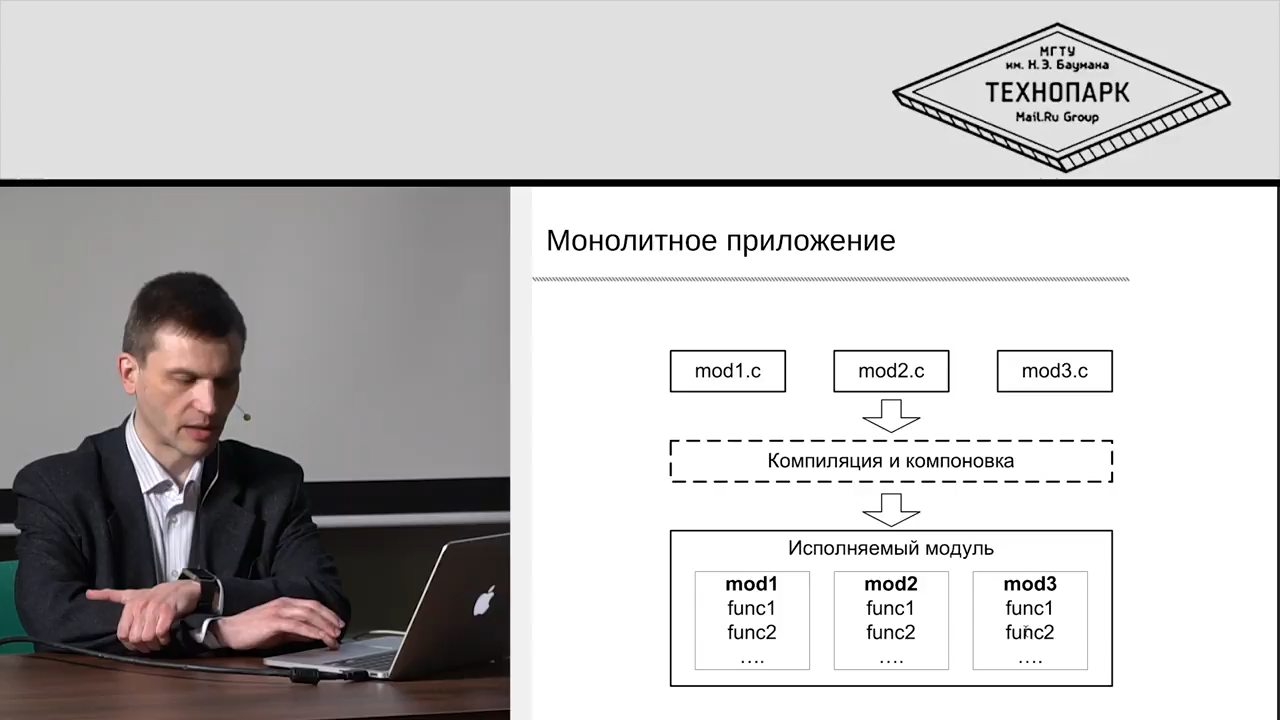 МГТУ
им. Н.Э. Баумана
ТЕХНОПАРК
Mail.Ru Group
Монолитное приложение
mod1.c
mod2.c
mod3.c
Компиляция и компоновка
Исполняемый модуль
mod1
func1
func2
....
mod2
func1
func2
....
mod3
func1
func2
....